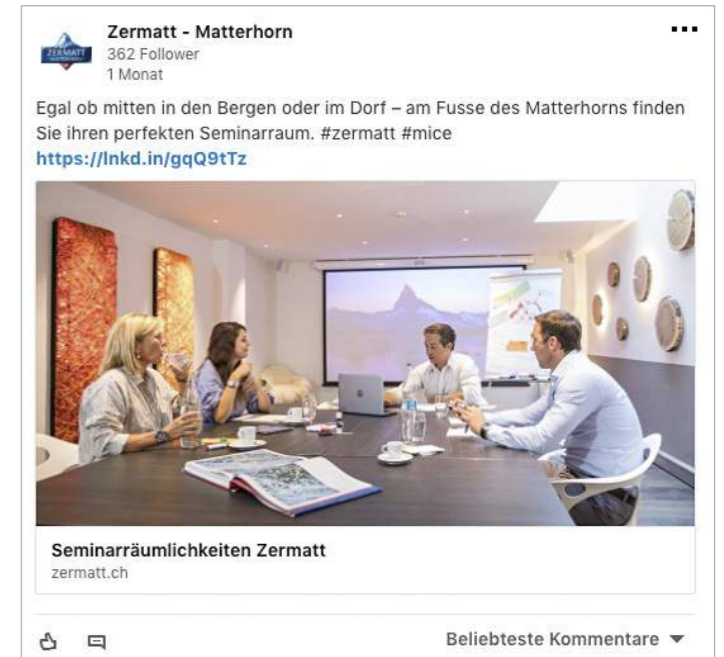 ZERMATT
Zermatt - Matterhorn
362 Follower
1 Monat
Egal ob mitten in den Bergen oder im Dorf – am Fusse des Matterhorns finden
Sie ihren perfekten Seminarraum. #zermatt #mice
https://lnkd.in/gqQ9tTz
Seminarräumlichkeiten Zermatt
zermatt.ch
Beliebteste Kommentare